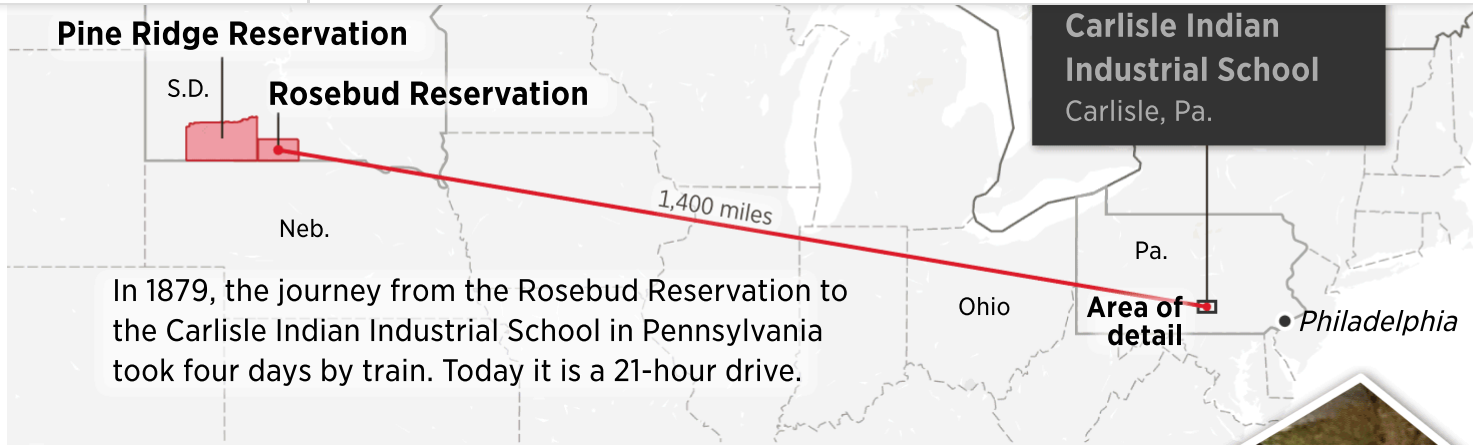 Pine Ridge Reservation
S.D.
Rosebud Reservation
Carlisle Indian
Industrial School
Carlisle, Pa.
1,400 miles
Neb.
Pa.
In 1879, the journey from the Rosebud Reservation to
the Carlisle Indian Industrial School in Pennsylvania
took four days by train. Today it is a 21-hour drive.
Ohio
Area of
detail
Philadelphia